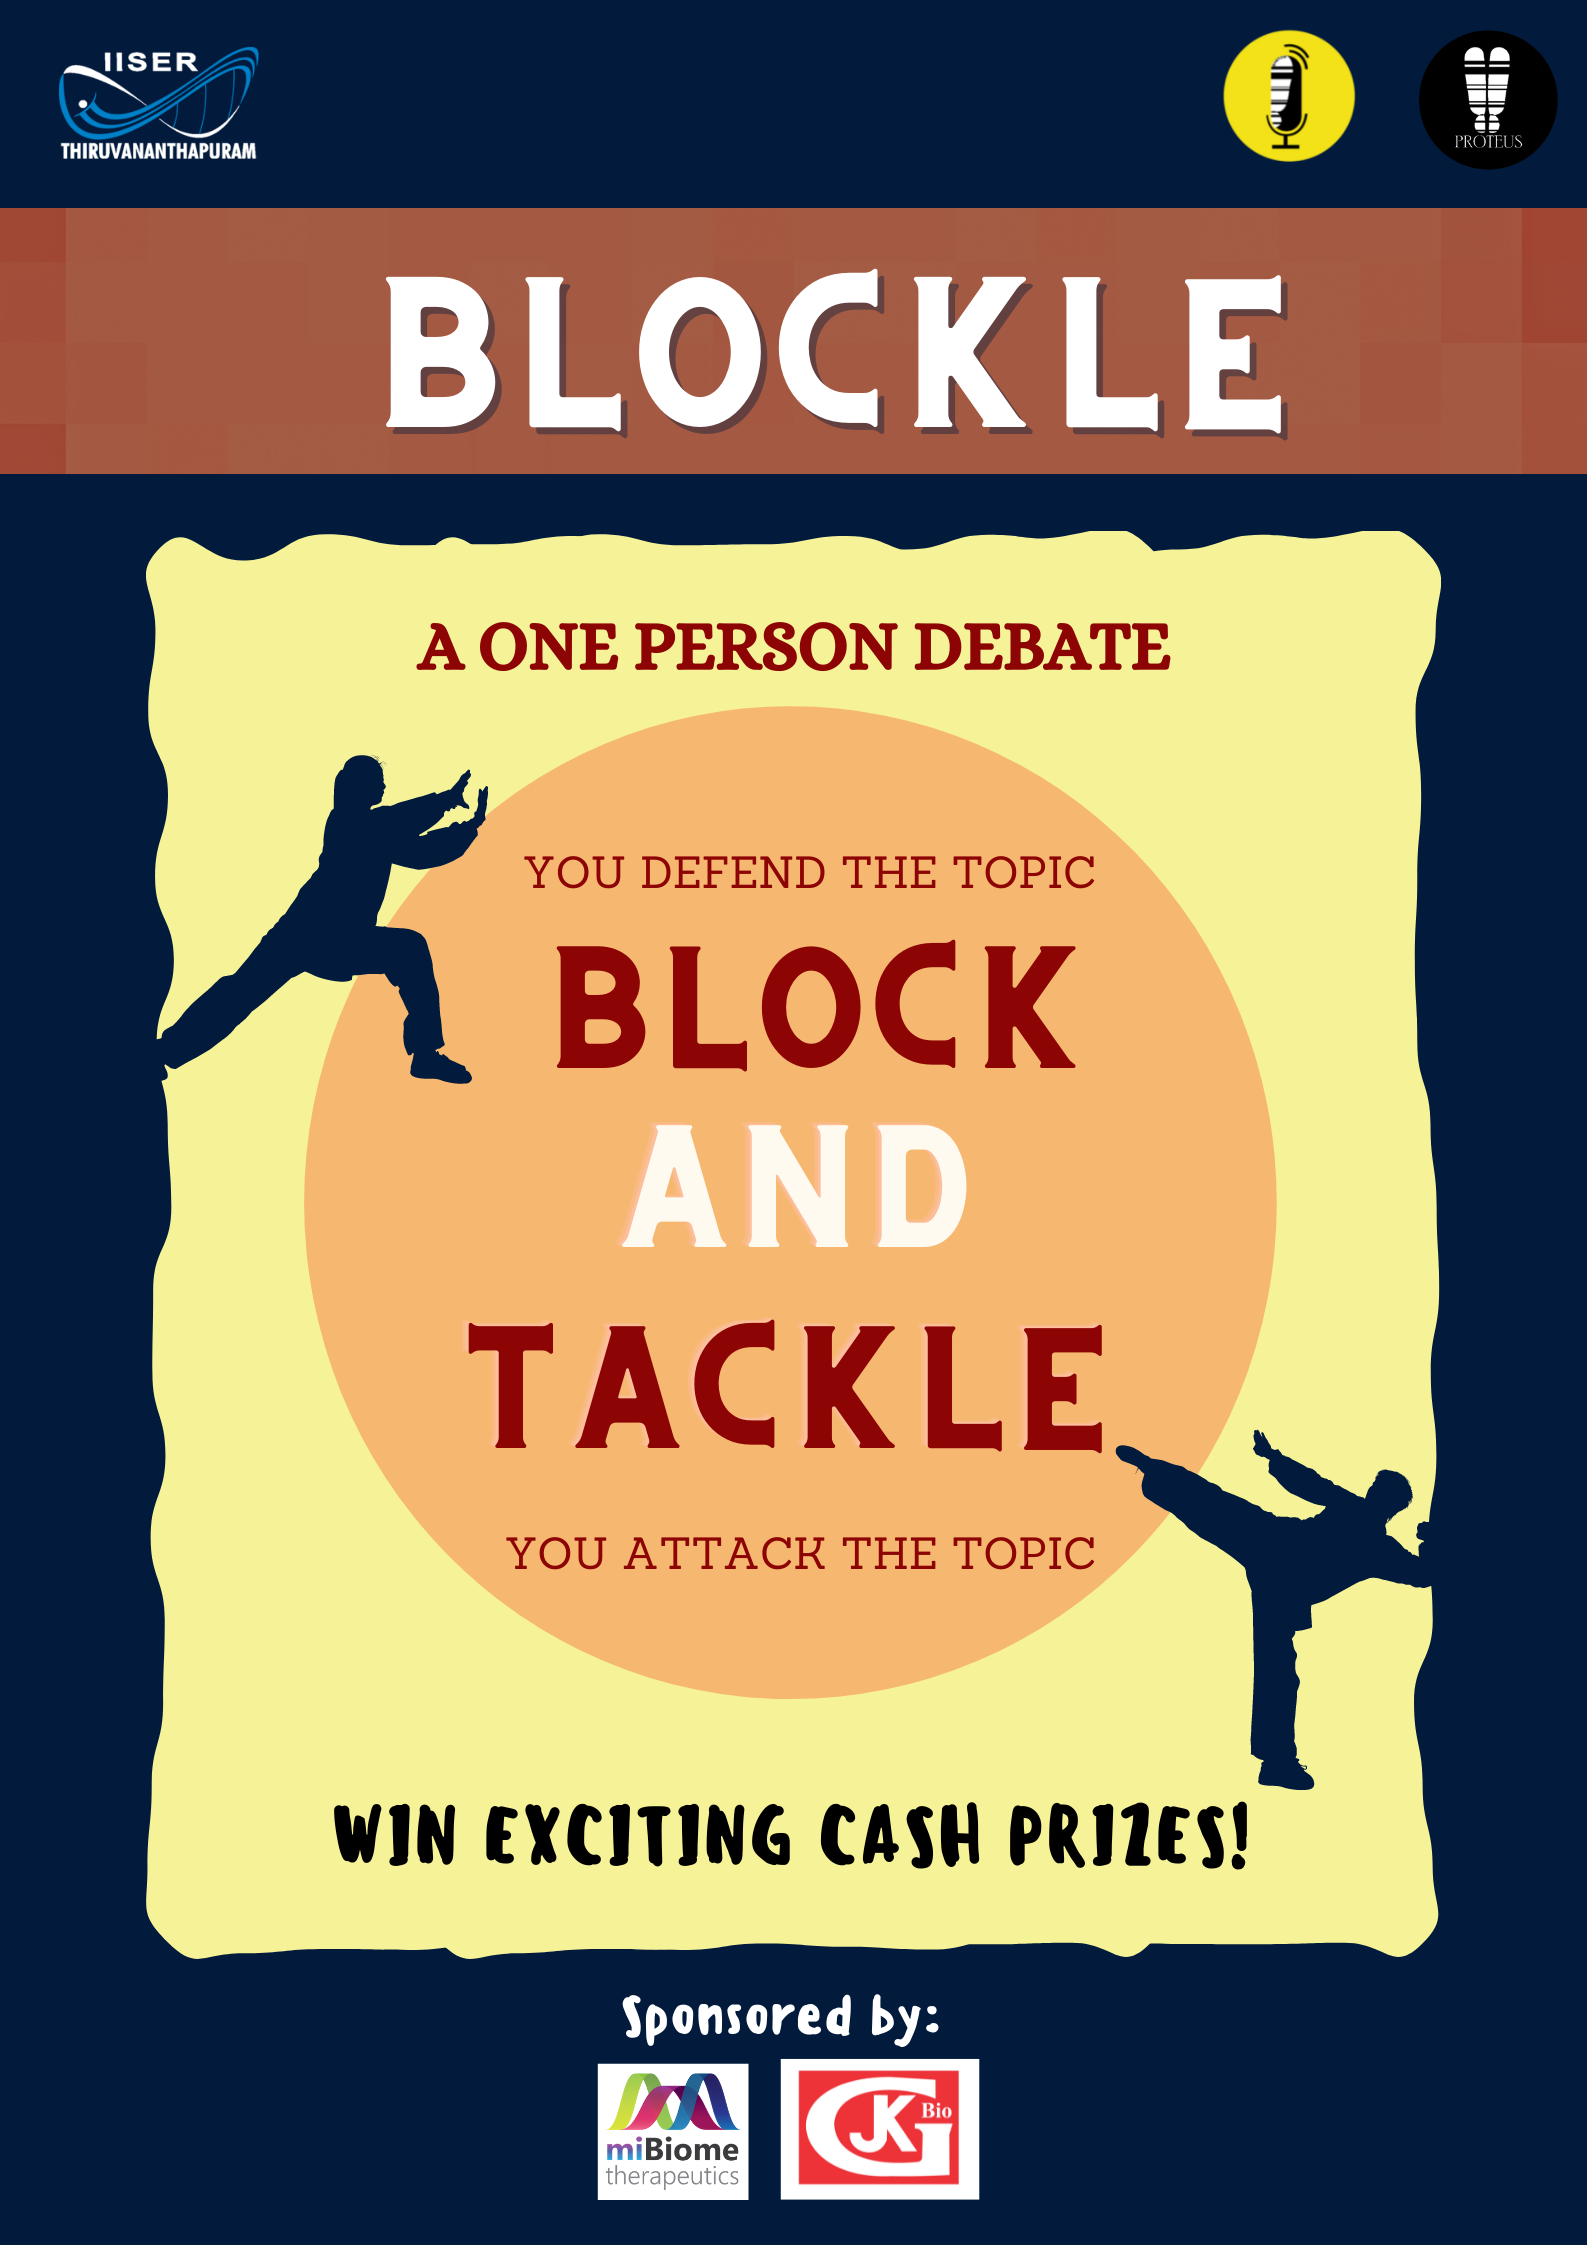 IISER
THIRUVANANTHAPURAM
PROTEUS
BLOCKLE
A ONE PERSON DEBATE
YOU DEFEND THE TOPIC
BLOCK
AND
TACKLE
YOU ATTACK THE TOPIC
WIN EXCITING CASH PRIZES!
Sponsored by:
miBiome
therapeutics
JKG Bio